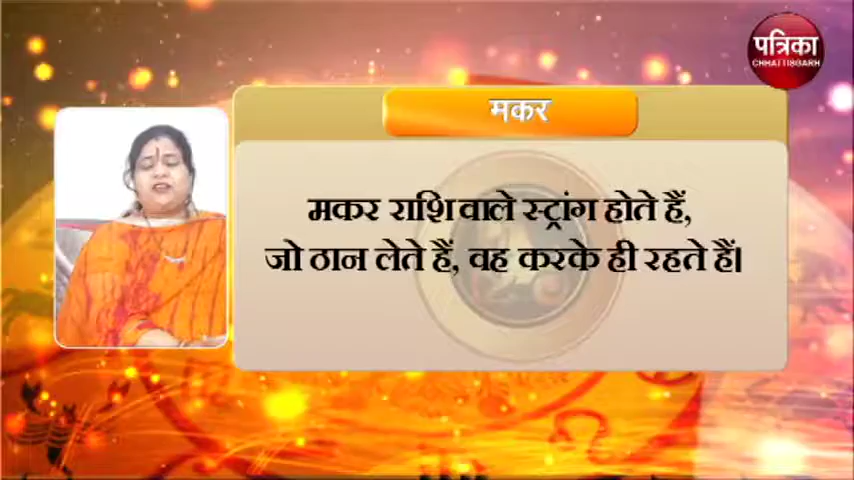 पत्रिका
CHHATTISGARH
मकर
मकर राशि वाले स्ट्रांग होते हैं,
जो ठान लेते हैं, वह करके ही रहते हैं।